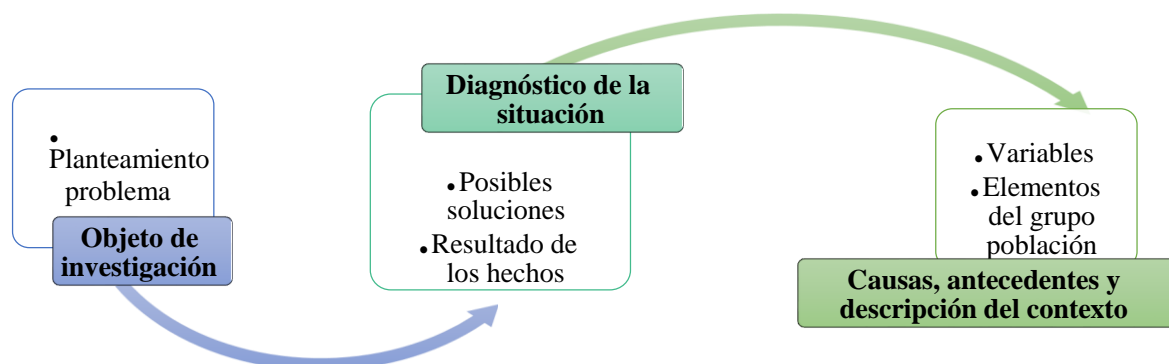 •
Planteamiento
problema
Objeto de
investigación
Diagnóstico de la
situación
•Posibles
soluciones
•Resultado de
los hechos
•Variables
•Elementos
del grupo
población
Causas, antecedentes y
descripción del contexto